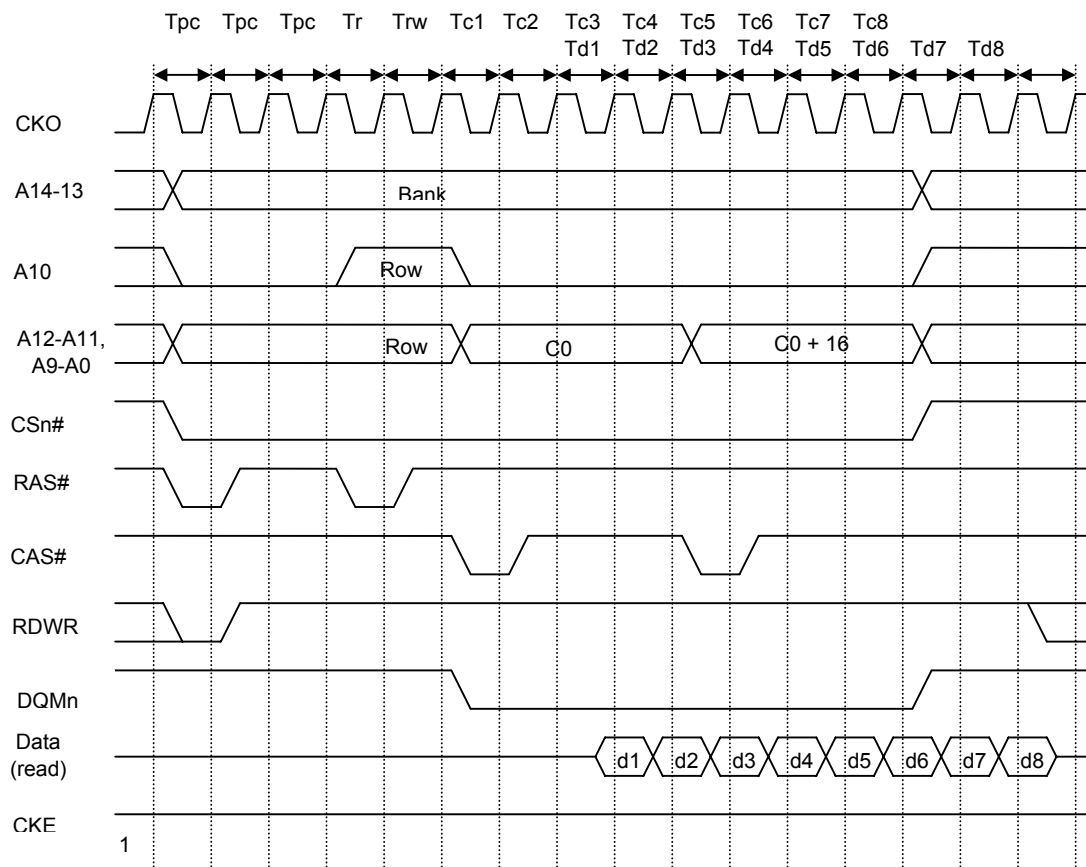 Tpc Tpc Tpc Tr Trw Tc1 Tc2 Tc3 Tc4 Tc5 Tc6 Tc7 Tc8
Td1 Td2 Td3 Td4 Td5 Td6 Td7 Td8
CKO
A14-13
Bank
A10
Row
A12-A11,
A9-A0
Row C0 C0 + 16
CSn#
RAS#
CAS#
RDWR
DQMn
Data
(read)
d1 d2 d3 d4 d5 d6 d7 d8
CKE
1